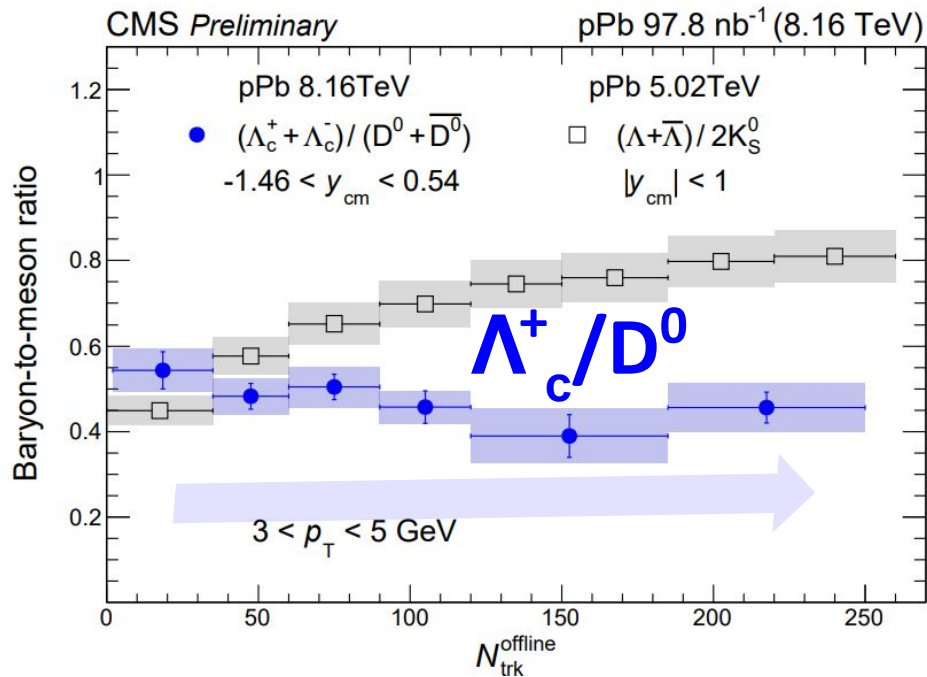 CMS Preliminary pPb 97.8 nb⁻¹ (8.16 TeV)
pPb 8.16TeV pPb 5.02TeV
(Λc⁺ + Λc⁻) / (D⁰ + D̅⁰) (Λ+Λ̅) / 2K⁰S
-1.46 < ycm < 0.54 |ycm| < 1
Λ⁺c/D⁰
3 < pT < 5 GeV
Baryon-to-meson ratio
1.2
1
0.8
0.6
0.4
0.2
0 50 100 150 200 250
Ntrk^offline